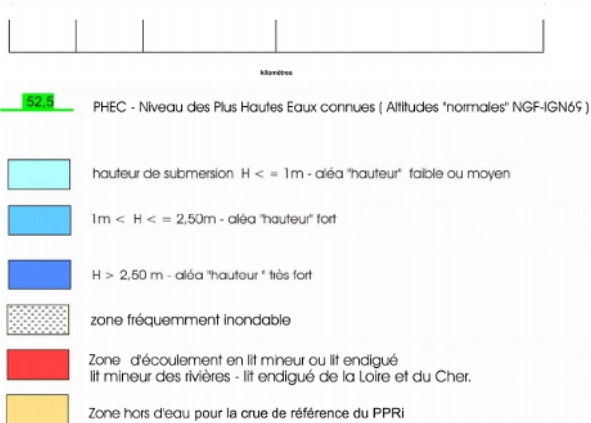 kilomètres
52,5
PHEC - Niveau des Plus Hautes Eaux connues ( Altitudes "normales" NGF-IGN69 )
hauteur de submersion H < = 1m - aléa "hauteur" faible ou moyen
1m < H < = 2,50m - aléa "hauteur" fort
H > 2,50 m - aléa "hauteur " très fort
zone fréquemment inondable
Zone d'écoulement en lit mineur ou lit endigué
lit mineur des rivières - lit endigué de la Loire et du Cher.
Zone hors d'eau pour la crue de référence du PPRi